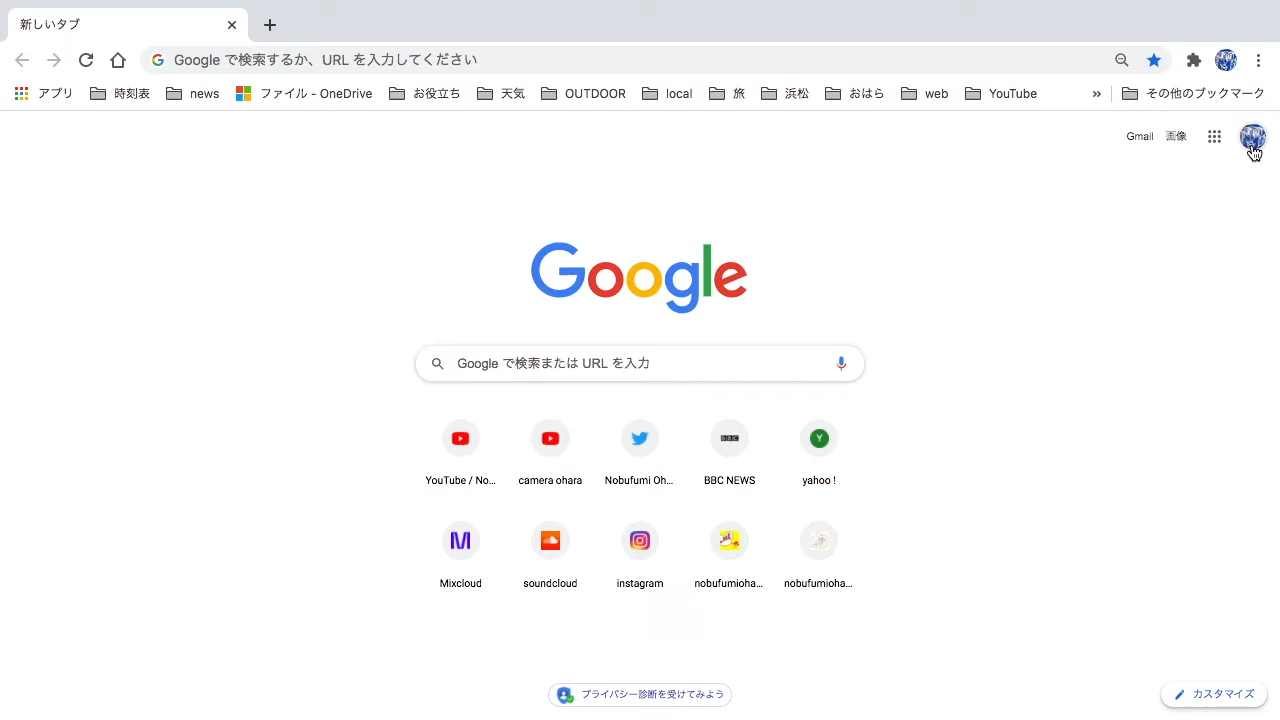 新しいタブ
Google で検索するか、URL を入力してください
アプリ 時刻表 news ファイル - OneDrive お役立ち 天気 OUTDOOR local 旅 浜松 おはら web YouTube » その他のブックマーク
Gmail 画像
Google
Google で検索または URL を入力
YouTube / No... camera ohara Nobufumi Oh... BBC NEWS yahoo !
Mixcloud soundcloud instagram nobufumioha... nobufumioha...
プライバシー診断を受けてみよう
カスタマイズ